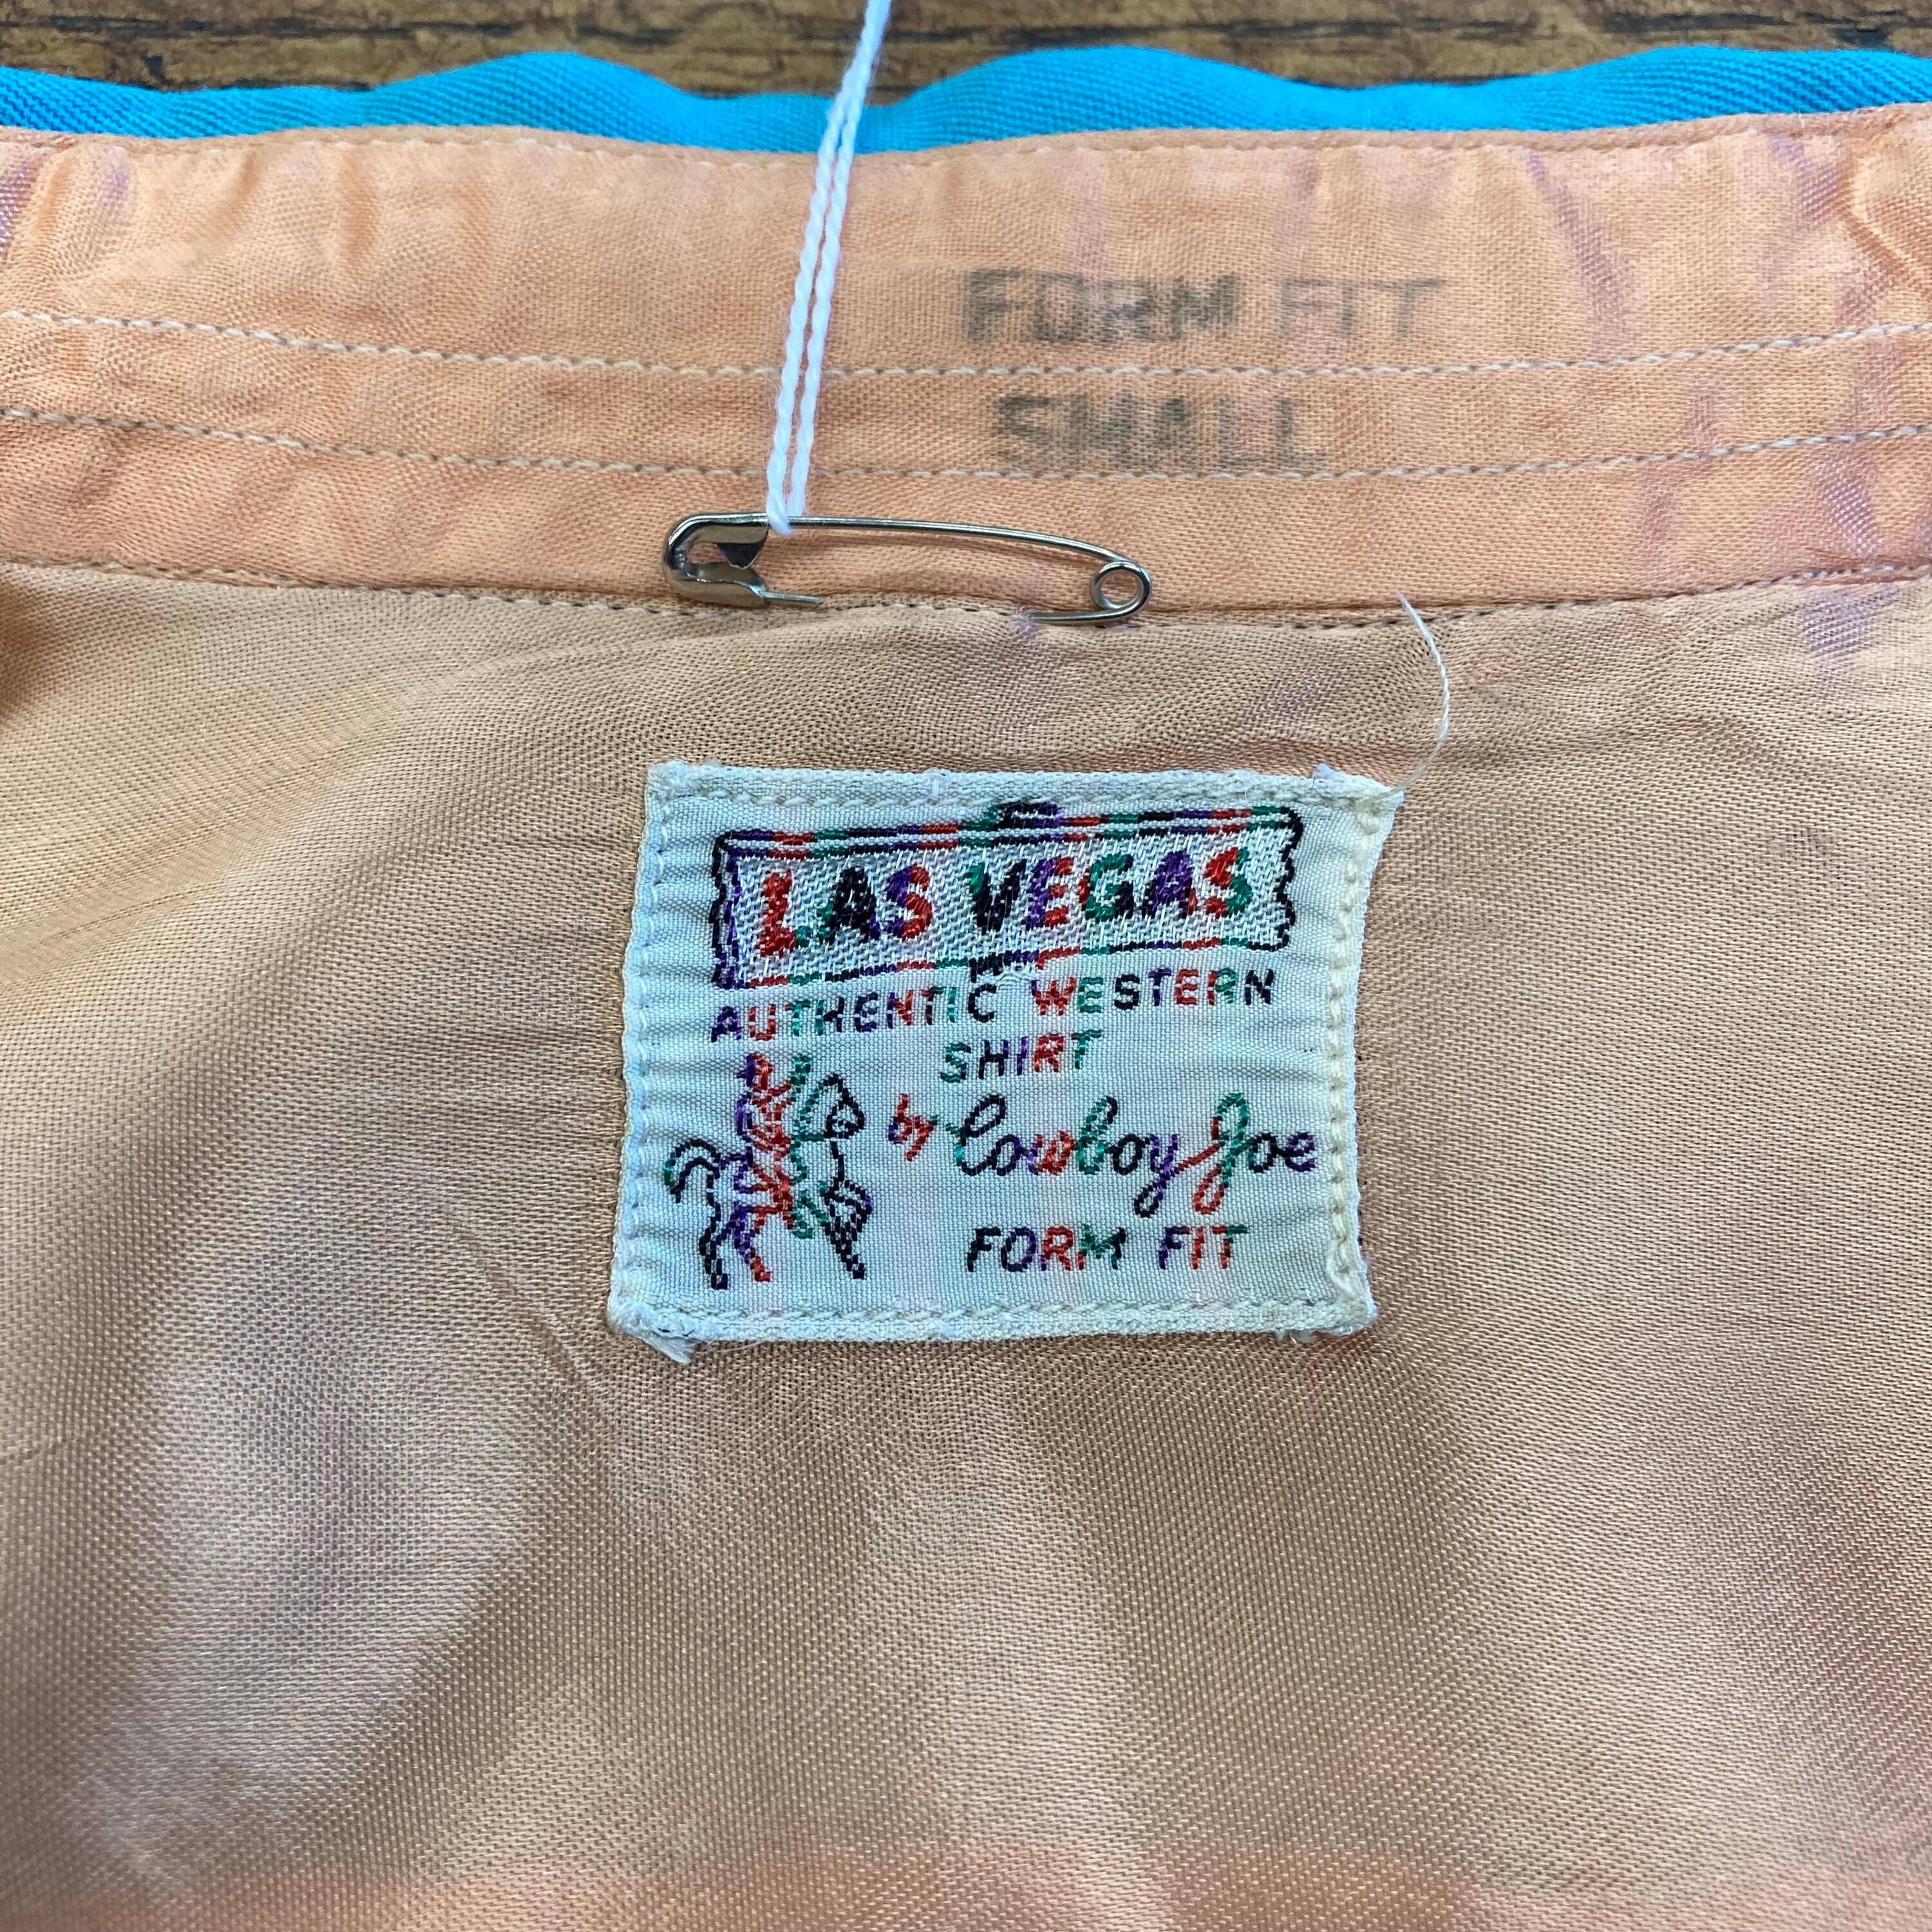 FORM FIT
SMALL
LAS VEGAS
AUTHENTIC WESTERN
SHIRT
by Cowboy Joe
FORM FIT